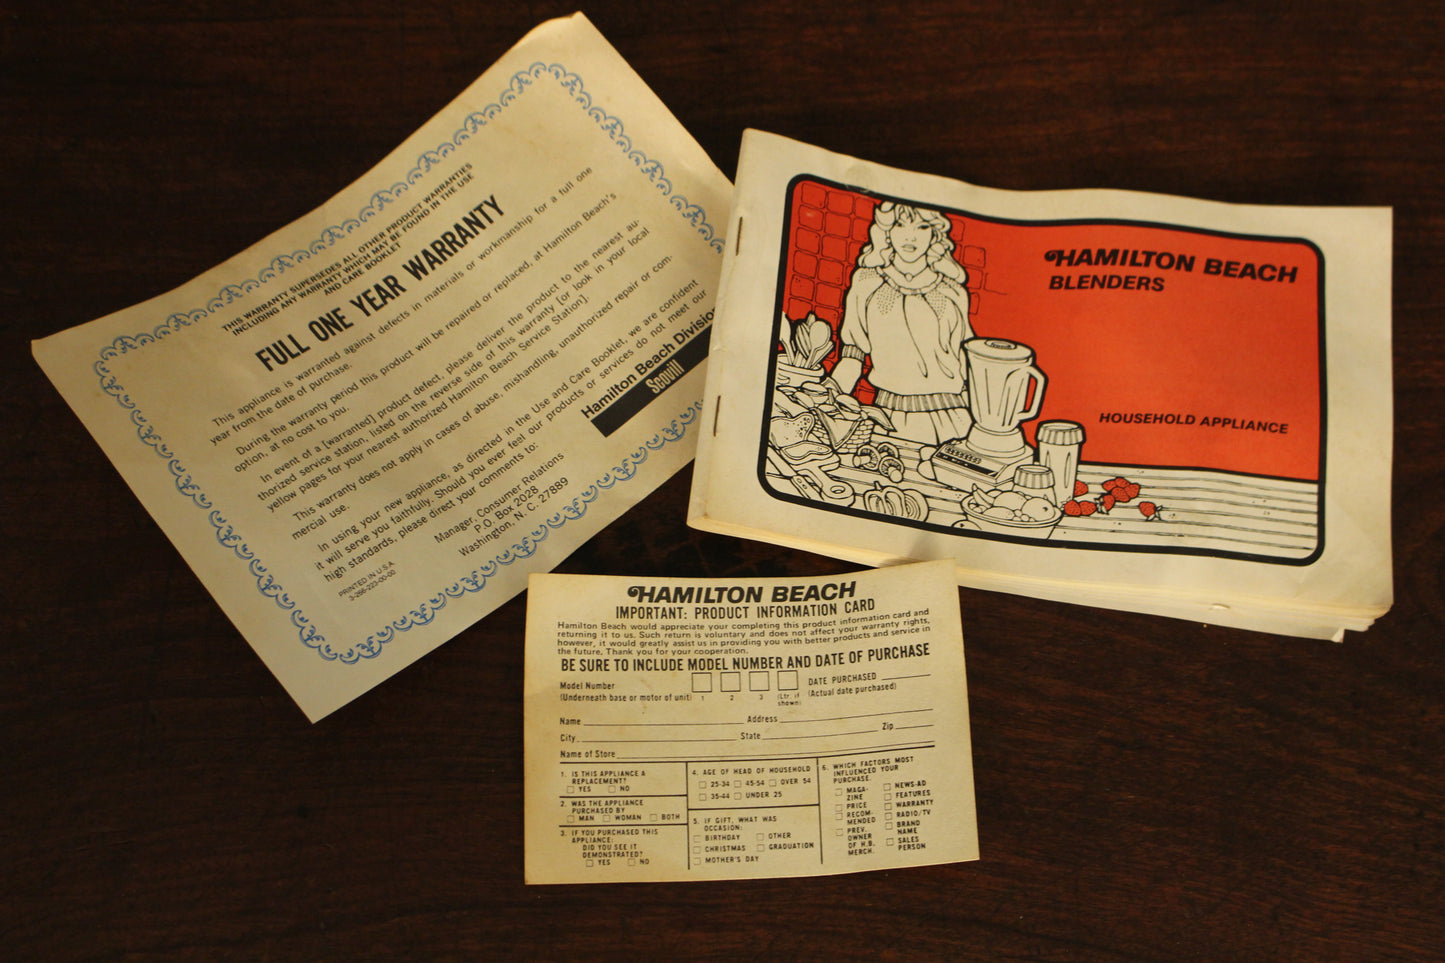 THIS WARRANTY SUPERSEDES ALL OTHER PRODUCT WARRANTIES
INCLUDING ANY WARRANTY WHICH MAY BE FOUND IN THE USE
AND CARE BOOKLET
FULL ONE YEAR WARRANTY
This appliance is warranted against defects in materials or workmanship for a full one
year from the date of purchase.
During the warranty period this product will be repaired or replaced, at Hamilton Beach's
option, at no cost to you.
In event of a [warranted] product defect, please deliver the product to the nearest au-
thorized service station, listed on the reverse side of this warranty [or look in your local
yellow pages for your nearest authorized Hamilton Beach Service Station].
This warranty does not apply in cases of abuse, mishandling, unauthorized repair or com-
mercial use.
In using your new appliance, as directed in the Use and Care Booklet, we are confident
it will serve you faithfully. Should you ever feel our products or services do not meet our
high standards, please direct your comments to:
Manager, Consumer Relations
P.O. Box 2028
Washington, N. C. 27889
Hamilton Beach Division
Scovill
PRINTED IN U.S.A
3-266-223-00-00
HAMILTON BEACH
BLENDERS
HOUSEHOLD APPLIANCE
HAMILTON BEACH
IMPORTANT: PRODUCT INFORMATION CARD
Hamilton Beach would appreciate your completing this product information card and
returning it to us. Such return is voluntary and does not affect your warranty rights,
however, it would greatly assist us in providing you with better products and service in
the future. Thank you for your cooperation.
BE SURE TO INCLUDE MODEL NUMBER AND DATE OF PURCHASE
Model Number
(Underneath base or motor of unit)
1 2 3 (Ltr. if
shown)
DATE PURCHASED
(Actual date purchased)
Name Address
City, State Zip
Name of Store
1. IS THIS APPLIANCE A
REPLACEMENT?
YES NO
2. WAS THE APPLIANCE
PURCHASED BY
MAN WOMAN BOTH
3. IF YOU PURCHASED THIS
APPLIANCE:
DID YOU SEE IT
DEMONSTRATED?
YES NO
4. AGE OF HEAD OF HOUSEHOLD
25-34 45-54 OVER 54
35-44 UNDER 25
5. IF GIFT, WHAT WAS
OCCASION:
BIRTHDAY OTHER
CHRISTMAS GRADUATION
MOTHER'S DAY
6. WHICH FACTORS MOST
INFLUENCED YOUR
PURCHASE.
MAGA-
ZINE
PRICE
RECOM-
MENDED
PREV.
OWNER
OF H.B.
MERCH.
NEWS-AD
FEATURES
WARRANTY
RADIO/TV
BRAND
NAME
SALES
PERSON